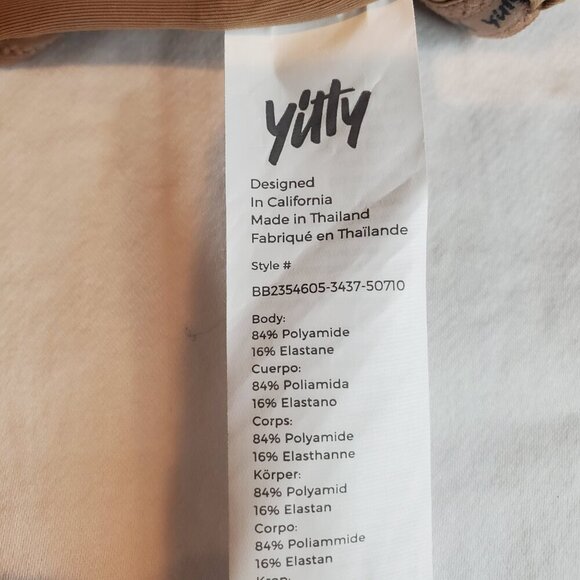 yitty
Designed
In California
Made in Thailand
Fabriqué en Thaïlande
Style #
BB2354605-3437-50710
Body:
84% Polyamide
16% Elastane
Cuerpo:
84% Poliamida
16% Elastano
Corps:
84% Polyamide
16% Elasthanne
Körper:
84% Polyamid
16% Elastan
Corpo:
84% Poliammide
16% Elastan